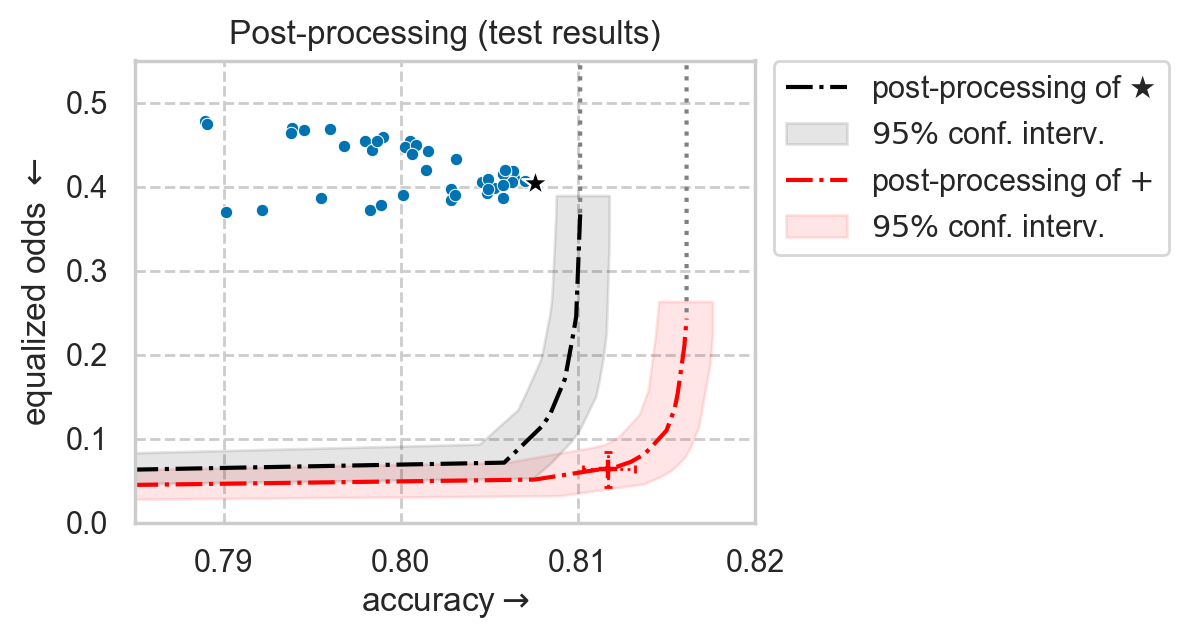 Post-processing (test results)
equalized odds ←
0.5
0.4
0.3
0.2
0.1
0.0
0.79
0.80
0.81
0.82
accuracy →
post-processing of ★
95% conf. interv.
post-processing of +
95% conf. interv.